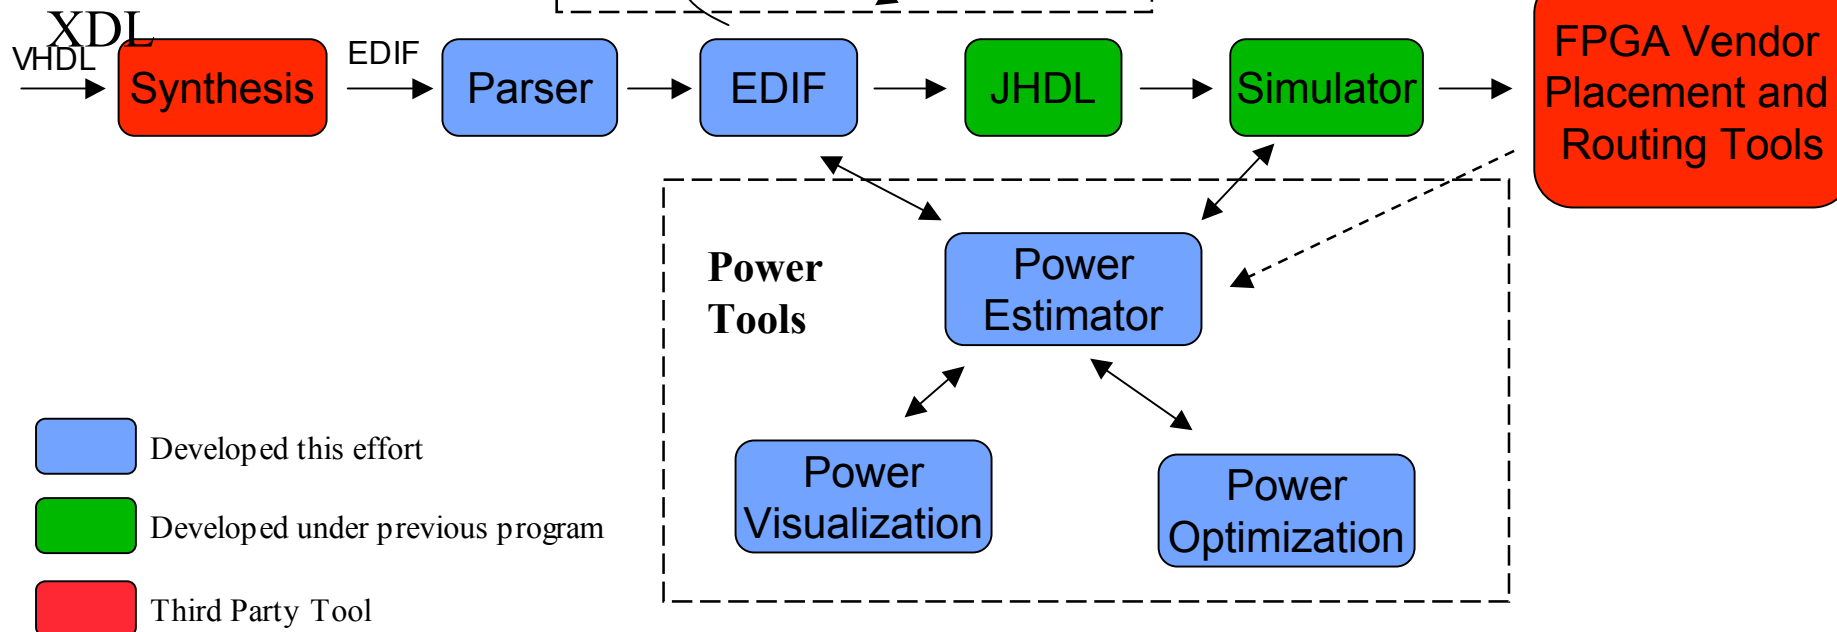 XDL
VHDL
Synthesis
EDIF
Parser
EDIF
JHDL
Simulator
FPGA Vendor
Placement and
Routing Tools
Power
Tools
Power
Estimator
Power
Visualization
Power
Optimization
Developed this effort
Developed under previous program
Third Party Tool